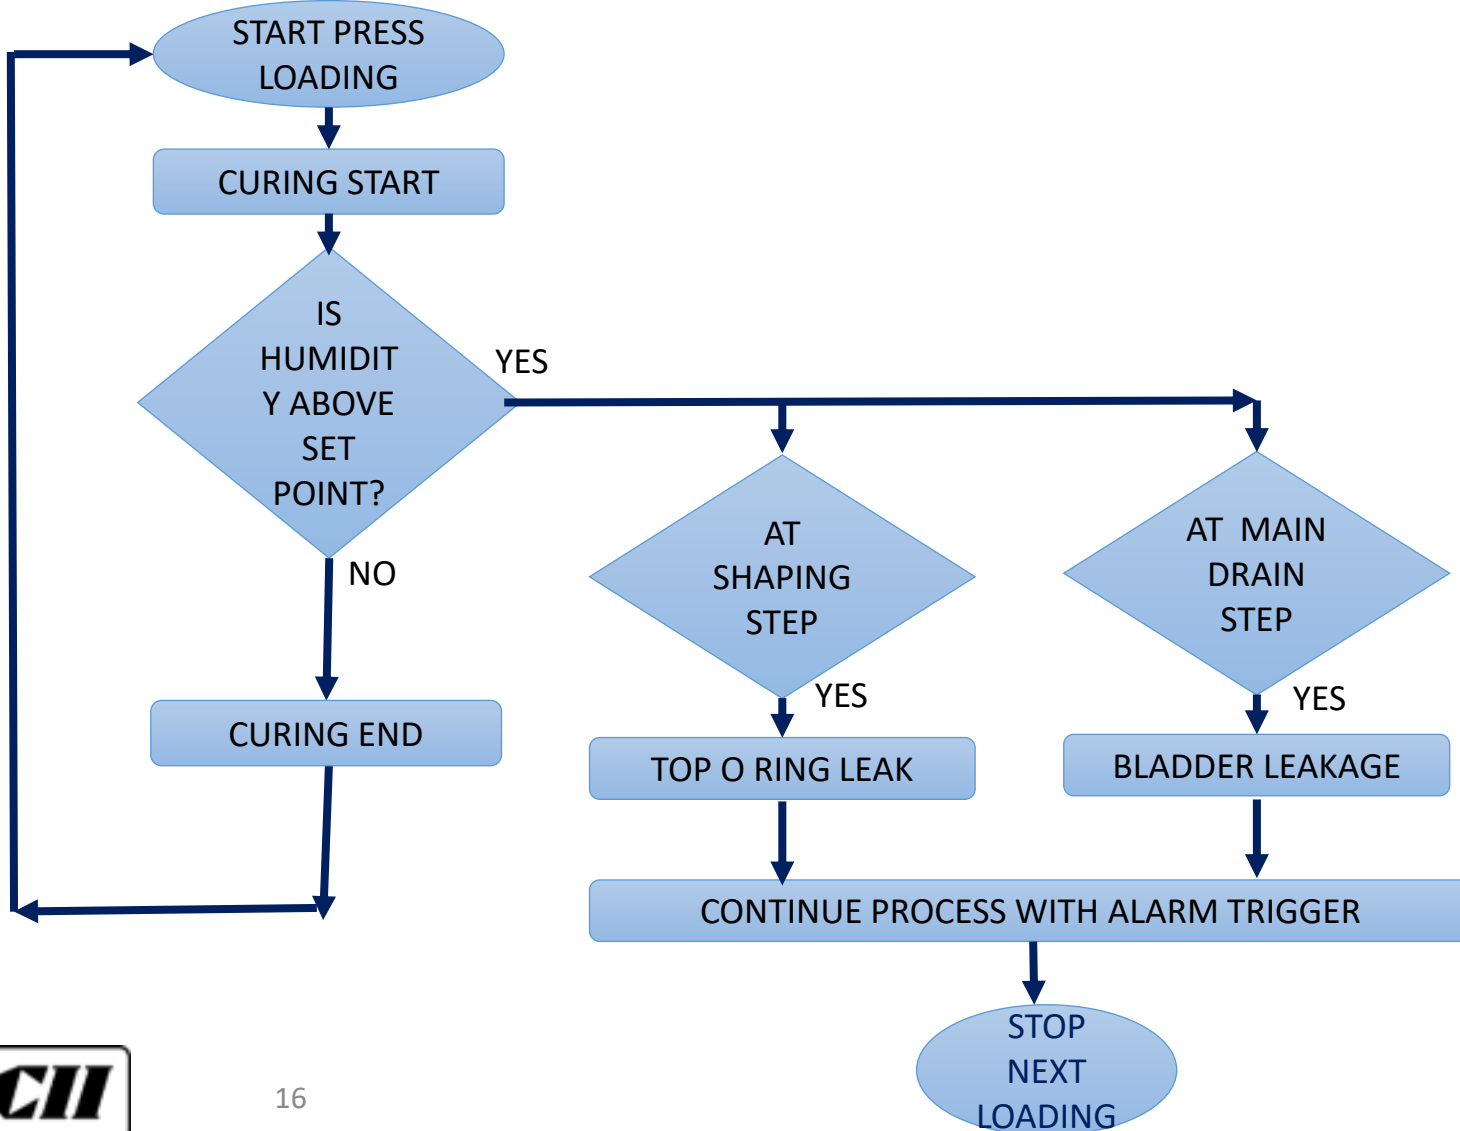 START PRESS
LOADING
CURING START
IS
HUMIDIT
Y ABOVE
SET
POINT?
YES
NO
AT
SHAPING
STEP
AT MAIN
DRAIN
STEP
YES
YES
CURING END
TOP O RING LEAK
BLADDER LEAKAGE
CONTINUE PROCESS WITH ALARM TRIGGER
STOP
NEXT
LOADING
CII
16